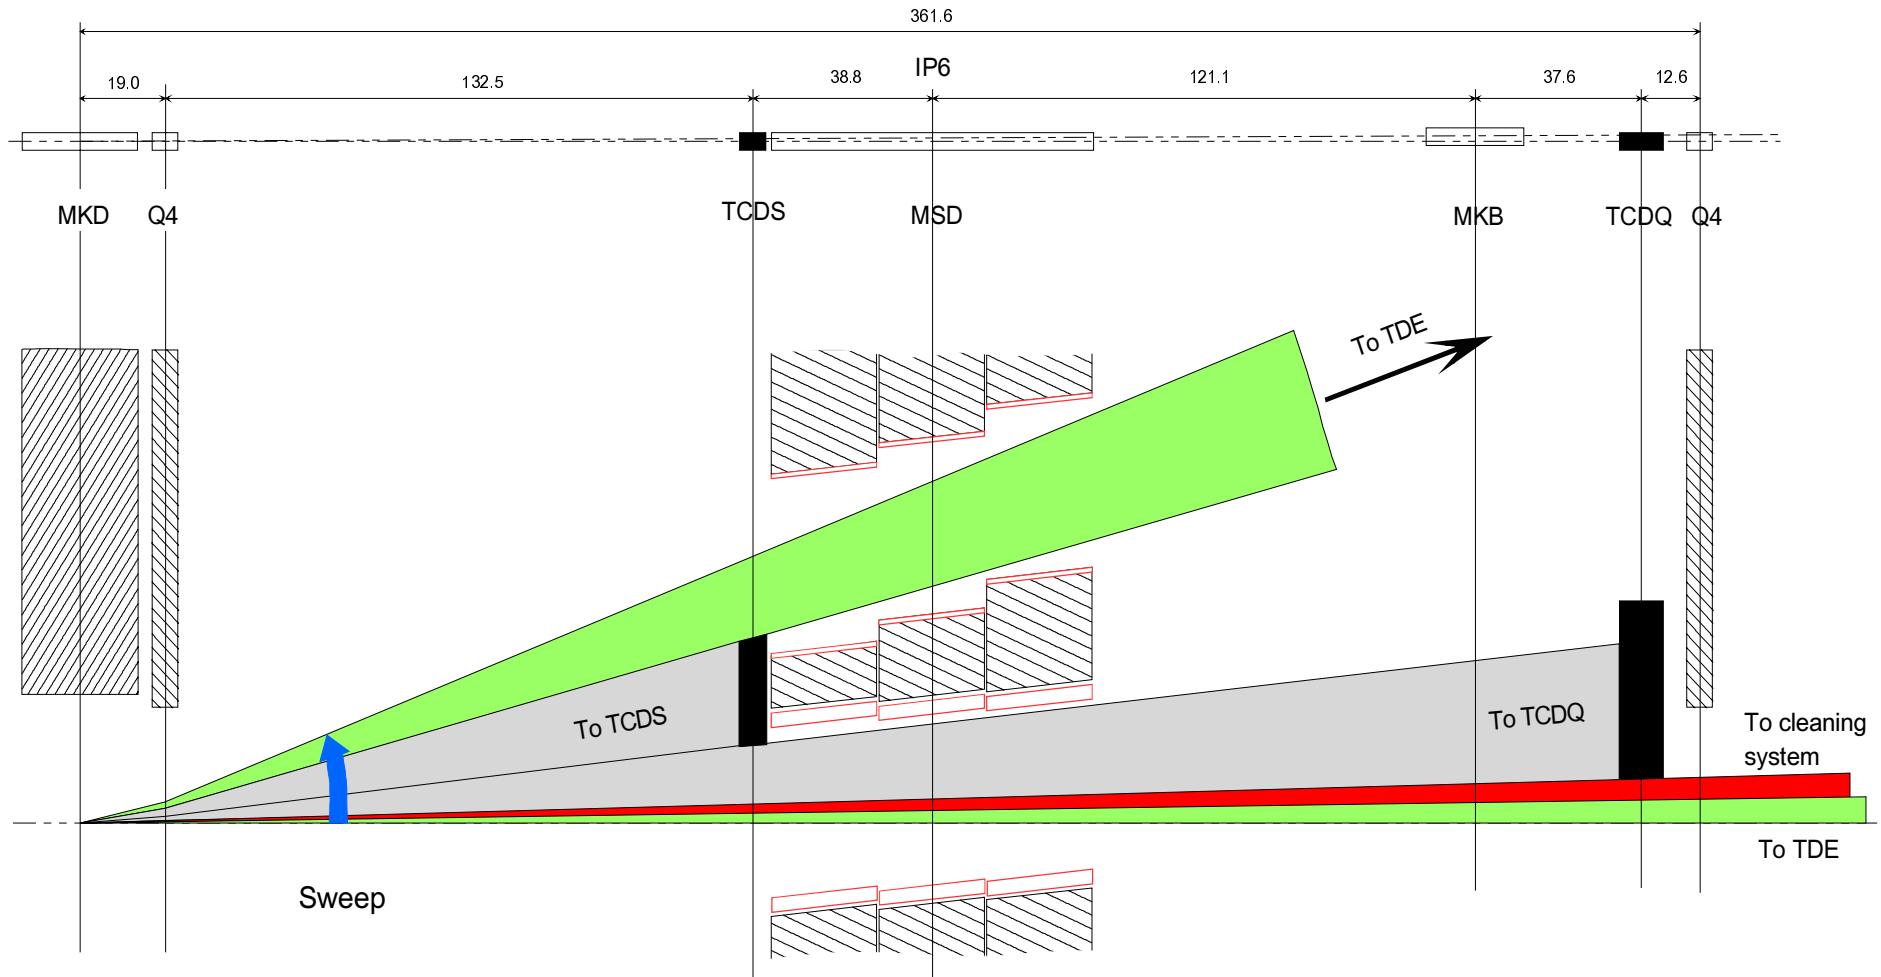 361.6
IP6
19.0
132.5
38.8
121.1
37.6
12.6
MKD
Q4
TCDS
MSD
MKB
TCDQ
Q4
To TDE
To TCDS
To TCDQ
To cleaning
system
To TDE
Sweep